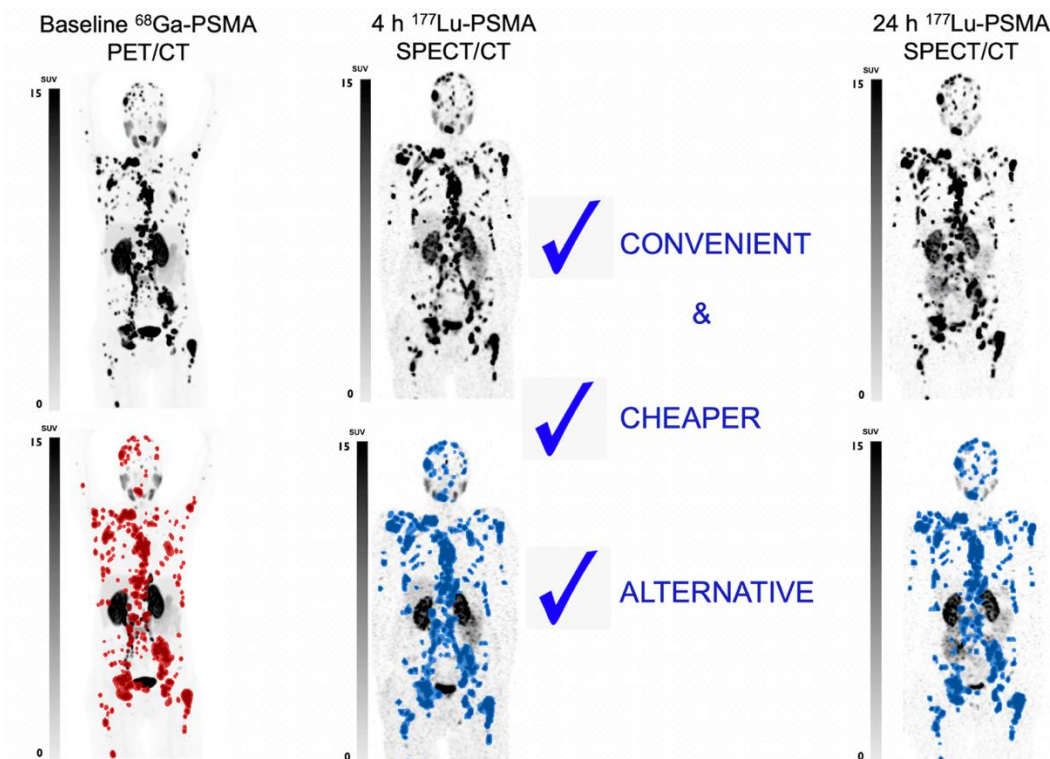 Baseline ⁶⁸Ga-PSMA
PET/CT
4 h ¹⁷⁷Lu-PSMA
SPECT/CT
24 h ¹⁷⁷Lu-PSMA
SPECT/CT
SUV
15
0
SUV
15
0
SUV
15
0
CONVENIENT
&
CHEAPER
ALTERNATIVE
SUV
15
0
SUV
15
0
SUV
15
0